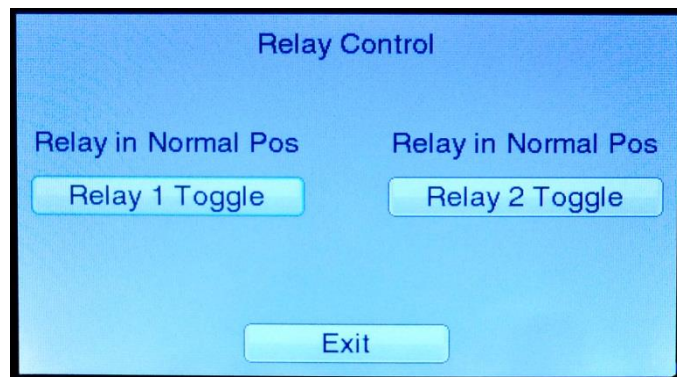 Relay Control
Relay in Normal Pos Relay in Normal Pos
Relay 1 Toggle Relay 2 Toggle
Exit